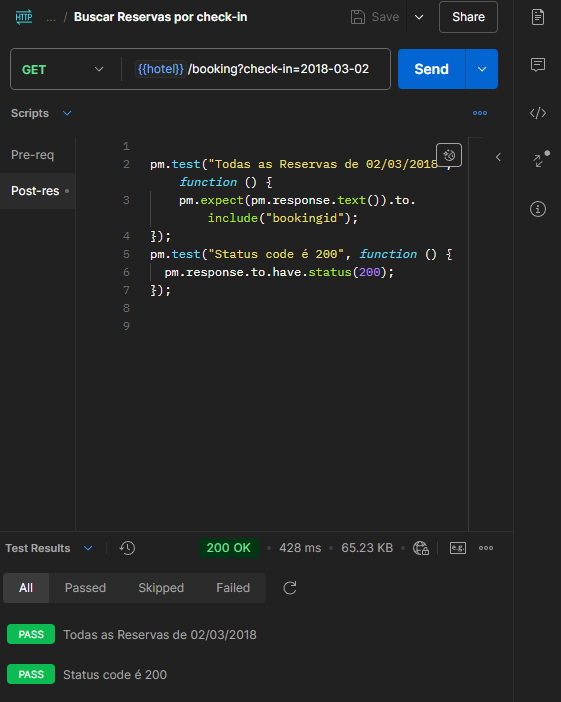 HTTP ... / Buscar Reservas por check-in Save Share
GET {{hotel}}/booking?check-in=2018-03-02 Send
Scripts
Pre-req
Post-res
1
2 pm.test("Todas as Reservas de 02/03/2018",
function () {
3 pm.expect(pm.response.text()).to.
include("bookingid");
4 });
5 pm.test("Status code é 200", function () {
6 pm.response.to.have.status(200);
7 });
8
9
Test Results 200 OK • 428 ms • 65.23 KB • e.g.
All Passed Skipped Failed
PASS Todas as Reservas de 02/03/2018
PASS Status code é 200